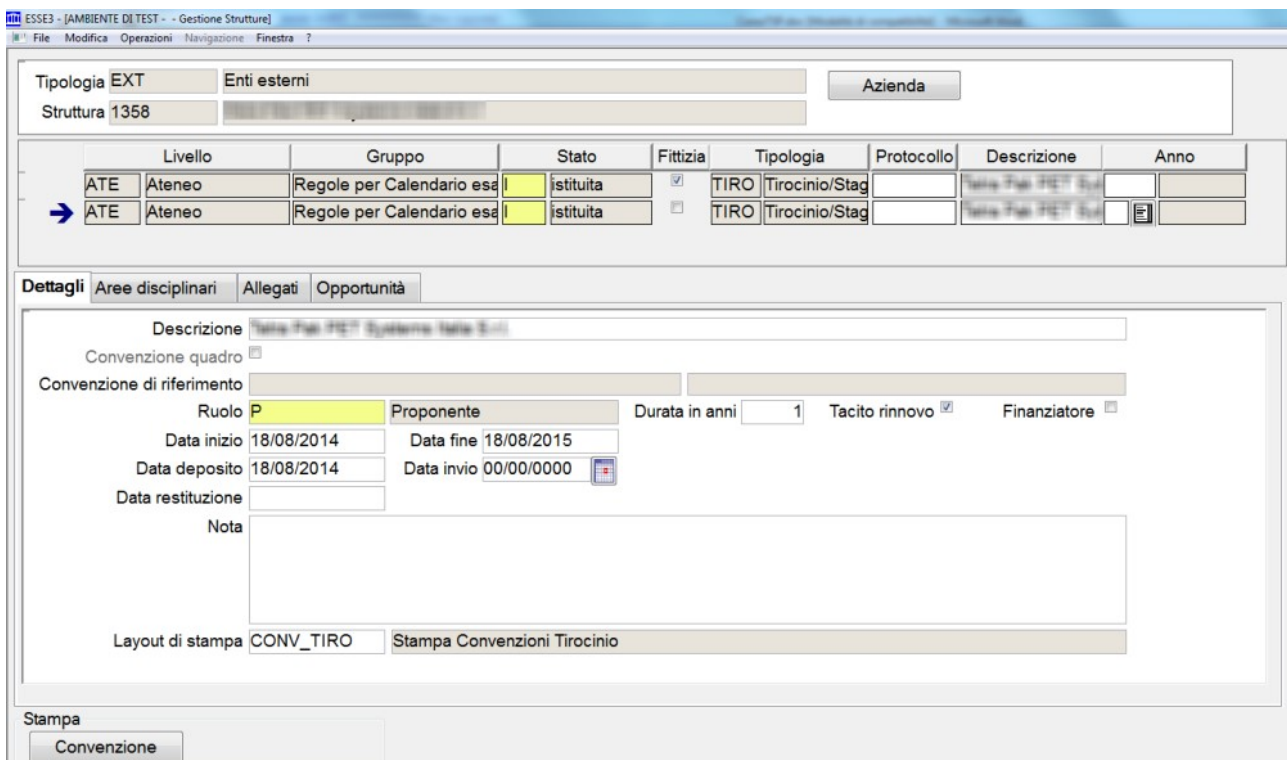 ESSE3 - [AMBIENTE DI TEST - - Gestione Strutture]
File Modifica Operazioni Navigazione Finestra ?
Tipologia EXT Enti esterni Azienda
Struttura 1358
Livello Gruppo Stato Fittizia Tipologia Protocollo Descrizione Anno
ATE Ateneo Regole per Calendario esa I istituita TIRO Tirocinio/Stag
ATE Ateneo Regole per Calendario esa I istituita TIRO Tirocinio/Stag
Dettagli Aree disciplinari Allegati Opportunità
Descrizione
Convenzione quadro
Convenzione di riferimento
Ruolo P Proponente Durata in anni 1 Tacito rinnovo Finanziatore
Data inizio 18/08/2014 Data fine 18/08/2015
Data deposito 18/08/2014 Data invio 00/00/0000
Data restituzione
Nota
Layout di stampa CONV_TIRO Stampa Convenzioni Tirocinio
Stampa
Convenzione